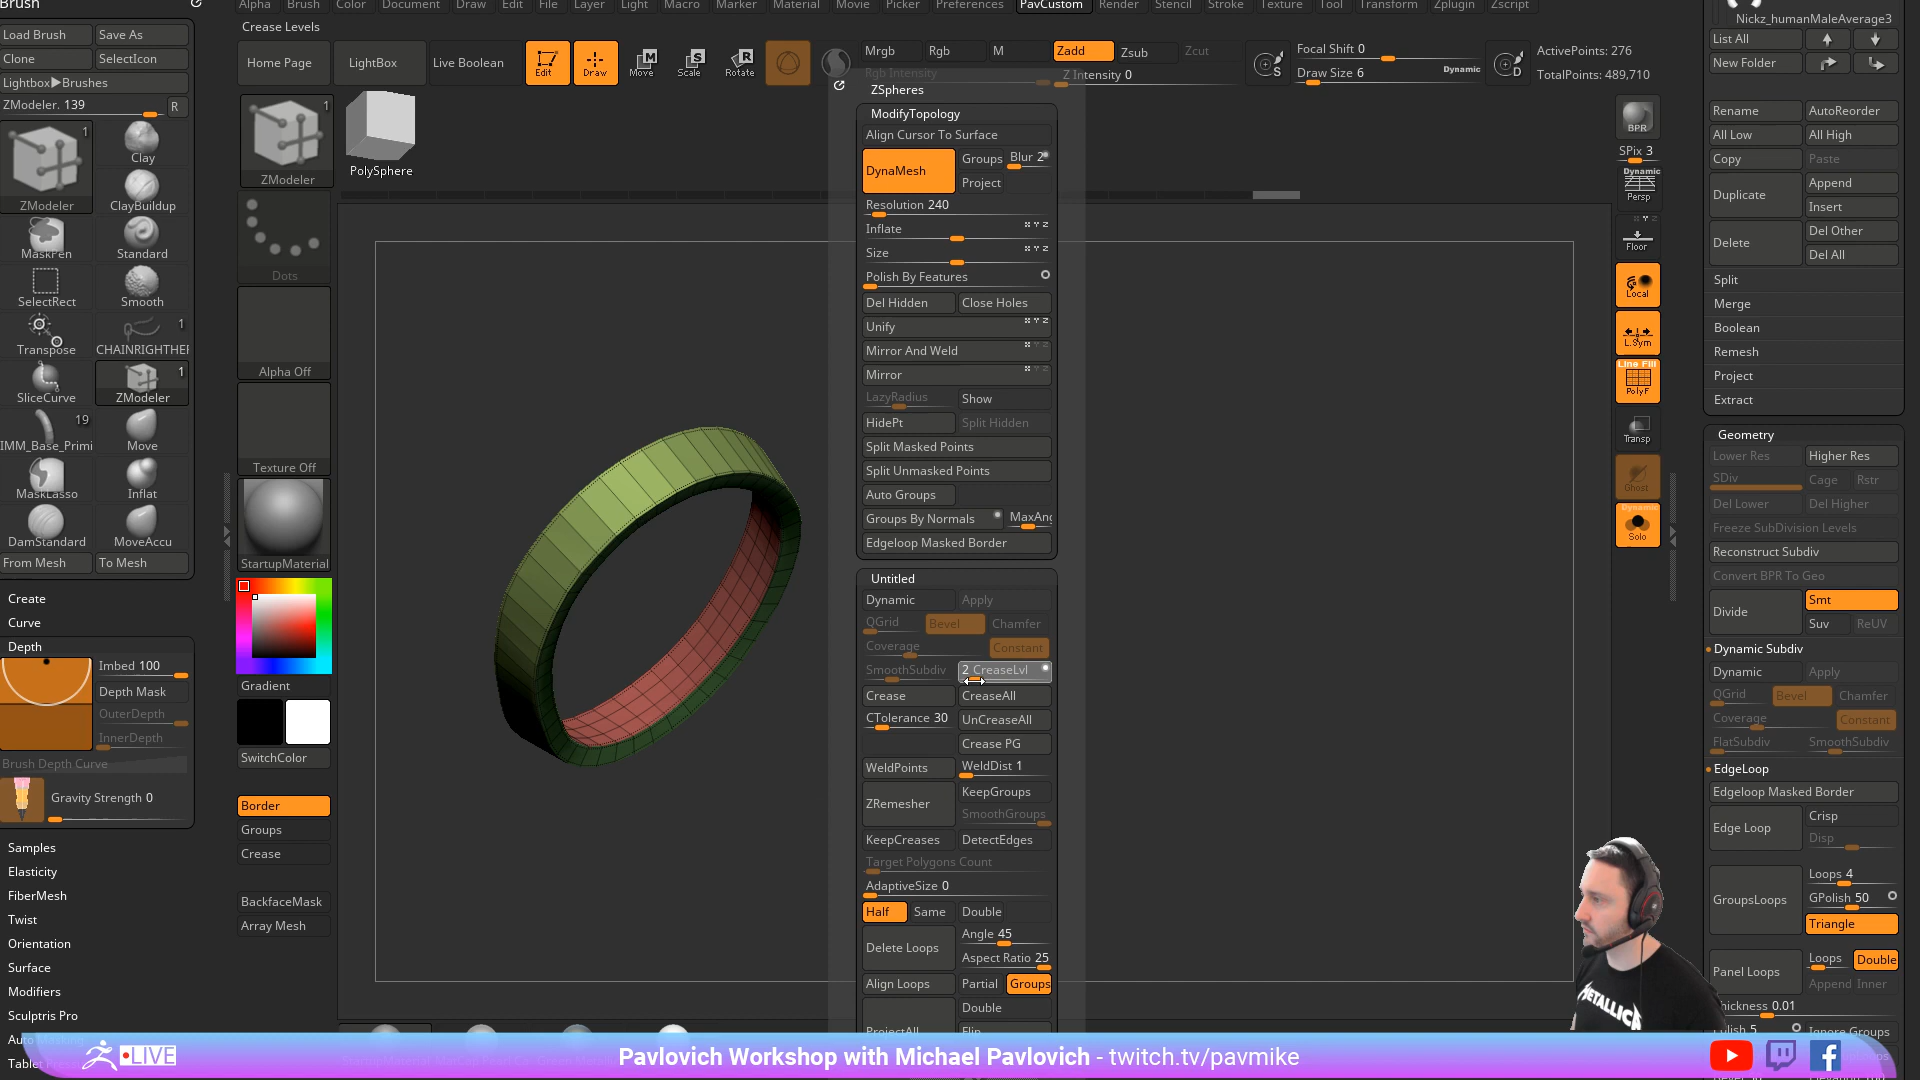 Brush
Alpha Brush Color Document Draw Edit File Layer Light Macro Marker Material Movie Picker Preferences PavCustom Render Stencil Stroke Texture Tool Transform Zplugin Zscript
Crease Levels
Load Brush
Save As
Clone
SelectIcon
Lightbox▶Brushes
ZModeler. 139
R
ZModeler
1
Clay
ClayBuildup
MaskPen
Standard
SelectRect
Smooth
Transpose
1
CHAINRIGHTHE
SliceCurve
1
ZModeler
19
IMM_Base_Primi
Move
MaskLasso
Inflat
DamStandard
MoveAccu
From Mesh
To Mesh
Create
Curve
Depth
Imbed 100
Depth Mask
OuterDepth
InnerDepth
Brush Depth Curve
Gravity Strength 0
Samples
Elasticity
FiberMesh
Twist
Orientation
Surface
Modifiers
Sculptris Pro
Tablet
Home Page
LightBox
Live Boolean
Edit
Draw
Move
Scale
Rotate
Mrgb
Rgb
M
Zadd
Zsub
Zcut
Rgb Intensity
Z Intensity 0
Focal Shift 0
Draw Size 6
Dynamic
S
D
ActivePoints: 276
TotalPoints: 489,710
1
ZModeler
PolySphere
Dots
Alpha Off
Texture Off
StartupMaterial
Gradient
SwitchColor
Border
Groups
Crease
BackfaceMask
Array Mesh
ZSpheres
ModifyTopology
Align Cursor To Surface
DynaMesh
Groups
Blur 2
Project
Resolution 240
Inflate
Size
Polish By Features
Del Hidden
Close Holes
Unify
Mirror And Weld
Mirror
LazyRadius
Show
HidePt
Split Hidden
Split Masked Points
Split Unmasked Points
Auto Groups
Groups By Normals
MaxAng
Edgeloop Masked Border
Untitled
Dynamic
Apply
QGrid
Bevel
Chamfer
Coverage
Constant
SmoothSubdiv
2 CreaseLvl
Crease
CreaseAll
CTolerance 30
UnCreaseAll
Crease PG
WeldPoints
WeldDist 1
ZRemesher
KeepGroups
SmoothGroups
KeepCreases
DetectEdges
Target Polygons Count
AdaptiveSize 0
Half
Same
Double
Delete Loops
Angle 45
Aspect Ratio 25
Align Loops
Partial
Groups
Double
ProjectAll
BPR
SPix 3
Dynamic
Persp
Floor
Local
L.Sym
Line Fill
PolyF
Transp
Ghost
Dynamic
Solo
Nickz_humanMaleAverage3
List All
New Folder
Rename
AutoReorder
All Low
All High
Copy
Paste
Duplicate
Append
Insert
Delete
Del Other
Del All
Split
Merge
Boolean
Remesh
Project
Extract
Geometry
Lower Res
Higher Res
SDiv
Cage
Rstr
Del Lower
Del Higher
Freeze SubDivision Levels
Reconstruct Subdiv
Convert BPR To Geo
Divide
Smt
Suv
ReUV
Dynamic Subdiv
Dynamic
Apply
QGrid
Bevel
Chamfer
Coverage
Constant
FlatSubdiv
SmoothSubdiv
EdgeLoop
Edgeloop Masked Border
Edge Loop
Crisp
Disp
GroupsLoops
Loops 4
GPolish 50
Triangle
Panel Loops
Loops
Double
Append
Inner
Thickness 0.01
Polish 5
Ignore Groups
METALLICA
LIVE
Pavlovich Workshop with Michael Pavlovich - twitch.tv/pavmike